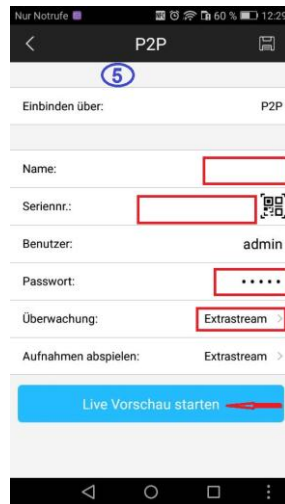 Nur Notrufe 60 % 12:29
P2P
5
Einbinden über: P2P
Name:
Seriennr.:
Benutzer: admin
Passwort: •••••
Überwachung: Extrastream
Aufnahmen abspielen: Extrastream
Live Vorschau starten